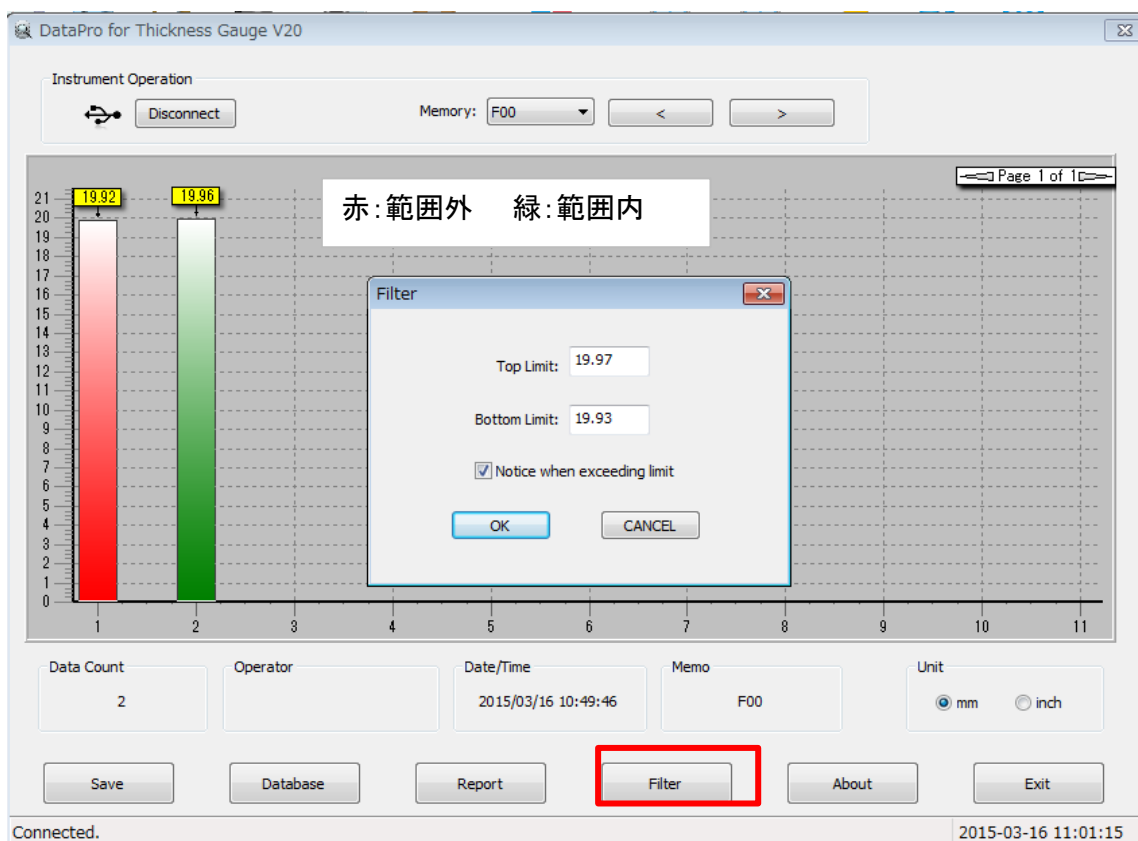 DataPro for Thickness Gauge V20
Instrument Operation
Disconnect
Memory: F00
<
>
Page 1 of 1
赤:範囲外 緑:範囲内
19.92
19.96
21
20
19
18
17
16
15
14
13
12
11
10
9
8
7
6
5
4
3
2
1
0
1 2 3 4 5 6 7 8 9 10 11
Filter
Top Limit: 19.97
Bottom Limit: 19.93
Notice when exceeding limit
OK CANCEL
Data Count
2
Operator
Date/Time
2015/03/16 10:49:46
Memo
F00
Unit
mm inch
Save Database Report Filter About Exit
Connected. 2015-03-16 11:01:15